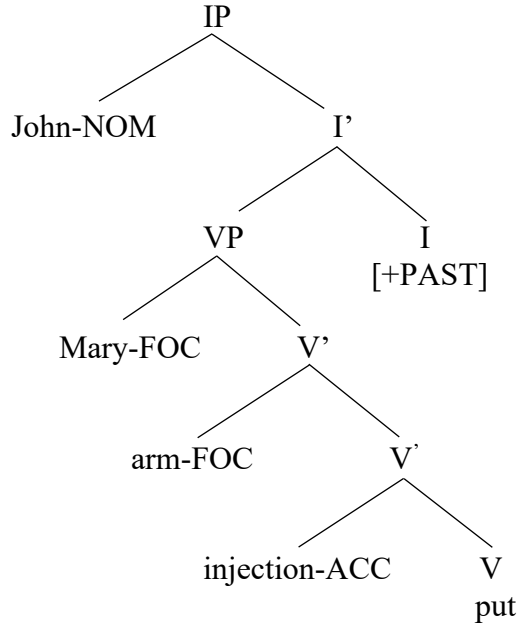 IP
John-NOM I’
VP I
[+PAST]
Mary-FOC V’
arm-FOC V’
injection-ACC V
put